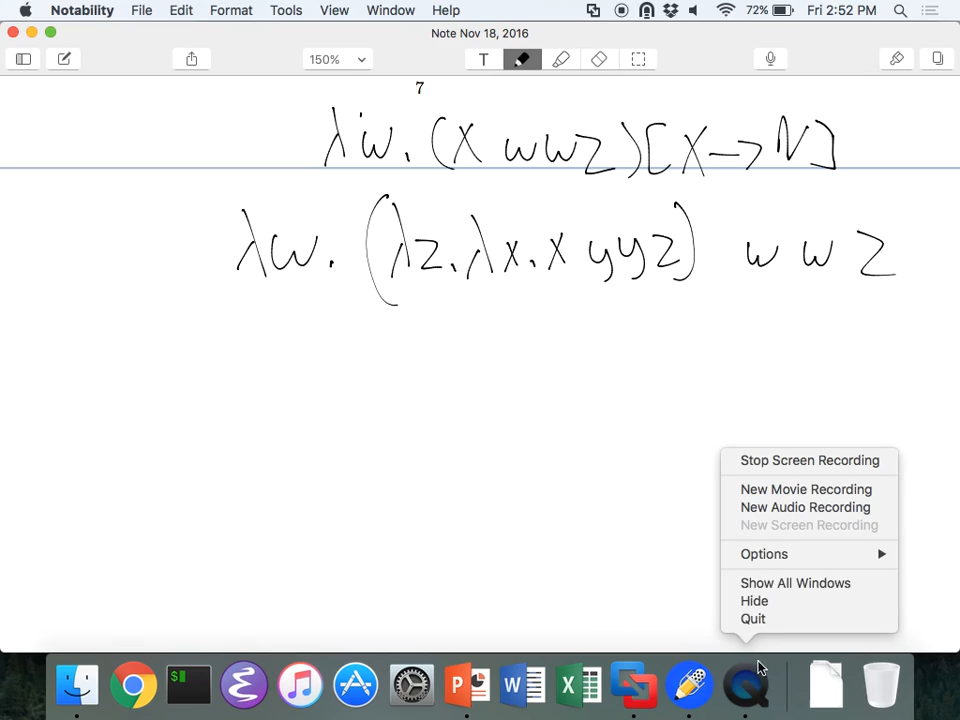 Notability File Edit Format Tools View Window Help 72% Fri 2:52 PM
Note Nov 18, 2016
150% T
7
λw. (x w w z) [x → N]
λw. (λz. λx. x y y z) w w z
Stop Screen Recording
New Movie Recording
New Audio Recording
New Screen Recording
Options
Show All Windows
Hide
Quit
$
P W X